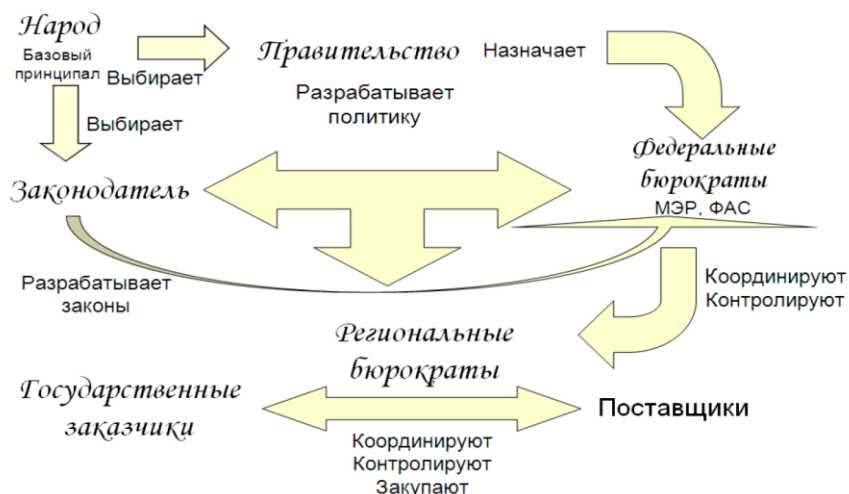 Народ
Базовый
принципал
Выбирает
Правительство
Назначает
Разрабатывает
политику
Выбирает
Законодатель
Федеральные
бюрократы
МЭР, ФАС
Разрабатывает
законы
Координируют
Контролируют
Региональные
бюрократы
Государственные
заказчики
Поставщики
Координируют
Контролируют
Закупают